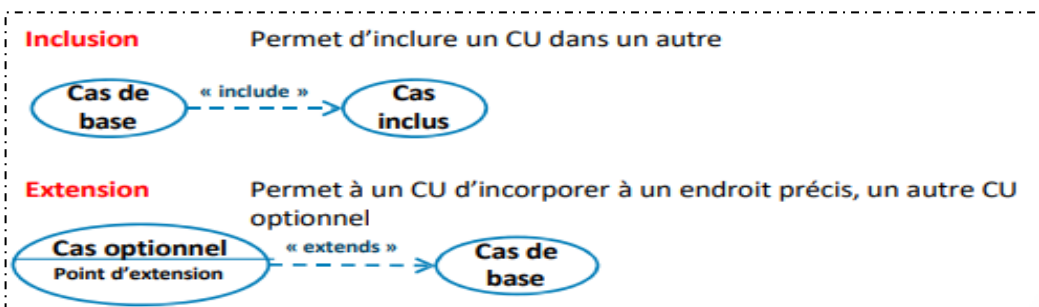 Inclusion Permet d'inclure un CU dans un autre
Cas de base
« include »
Cas inclus
Extension Permet à un CU d'incorporer à un endroit précis, un autre CU
optionnel
Cas optionnel
Point d'extension
« extends »
Cas de base